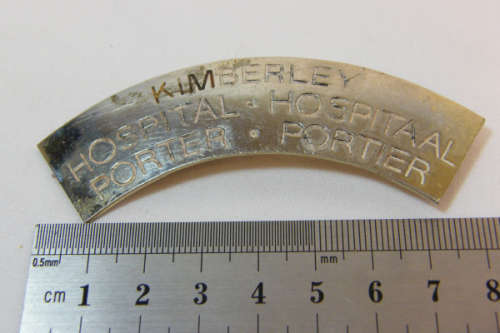 KIMBERLEY
HOSPITAL · HOSPITAAL
PORTER · PORTIER
0.5mm mm
cm 1 2 3 4 5 6 7 8